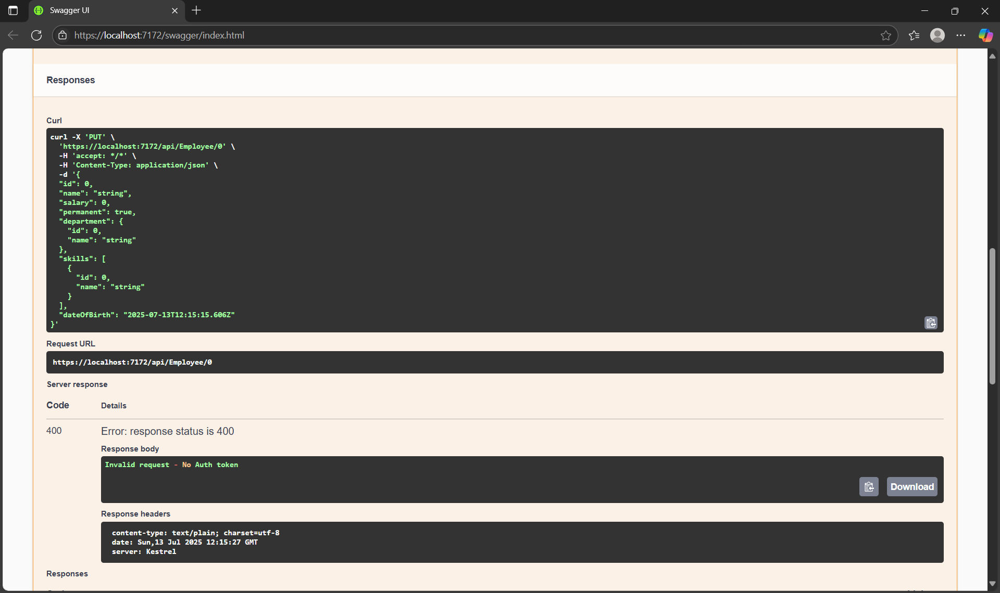 Swagger UI
https://localhost:7172/swagger/index.html
Responses
Curl
curl -X 'PUT' \
  'https://localhost:7172/api/Employee/0' \
  -H 'accept: */*' \
  -H 'Content-Type: application/json' \
  -d '{
  "id": 0,
  "name": "string",
  "salary": 0,
  "permanent": true,
  "department": {
    "id": 0,
    "name": "string"
  },
  "skills": [
    {
      "id": 0,
      "name": "string"
    }
  ],
  "dateOfBirth": "2025-07-13T12:15:15.606Z"
}'
Request URL
https://localhost:7172/api/Employee/0
Server response
Code Details
400 Error: response status is 400
Response body
Invalid request - No Auth token
Download
Response headers
content-type: text/plain; charset=utf-8
date: Sun,13 Jul 2025 12:15:27 GMT
server: Kestrel
Responses